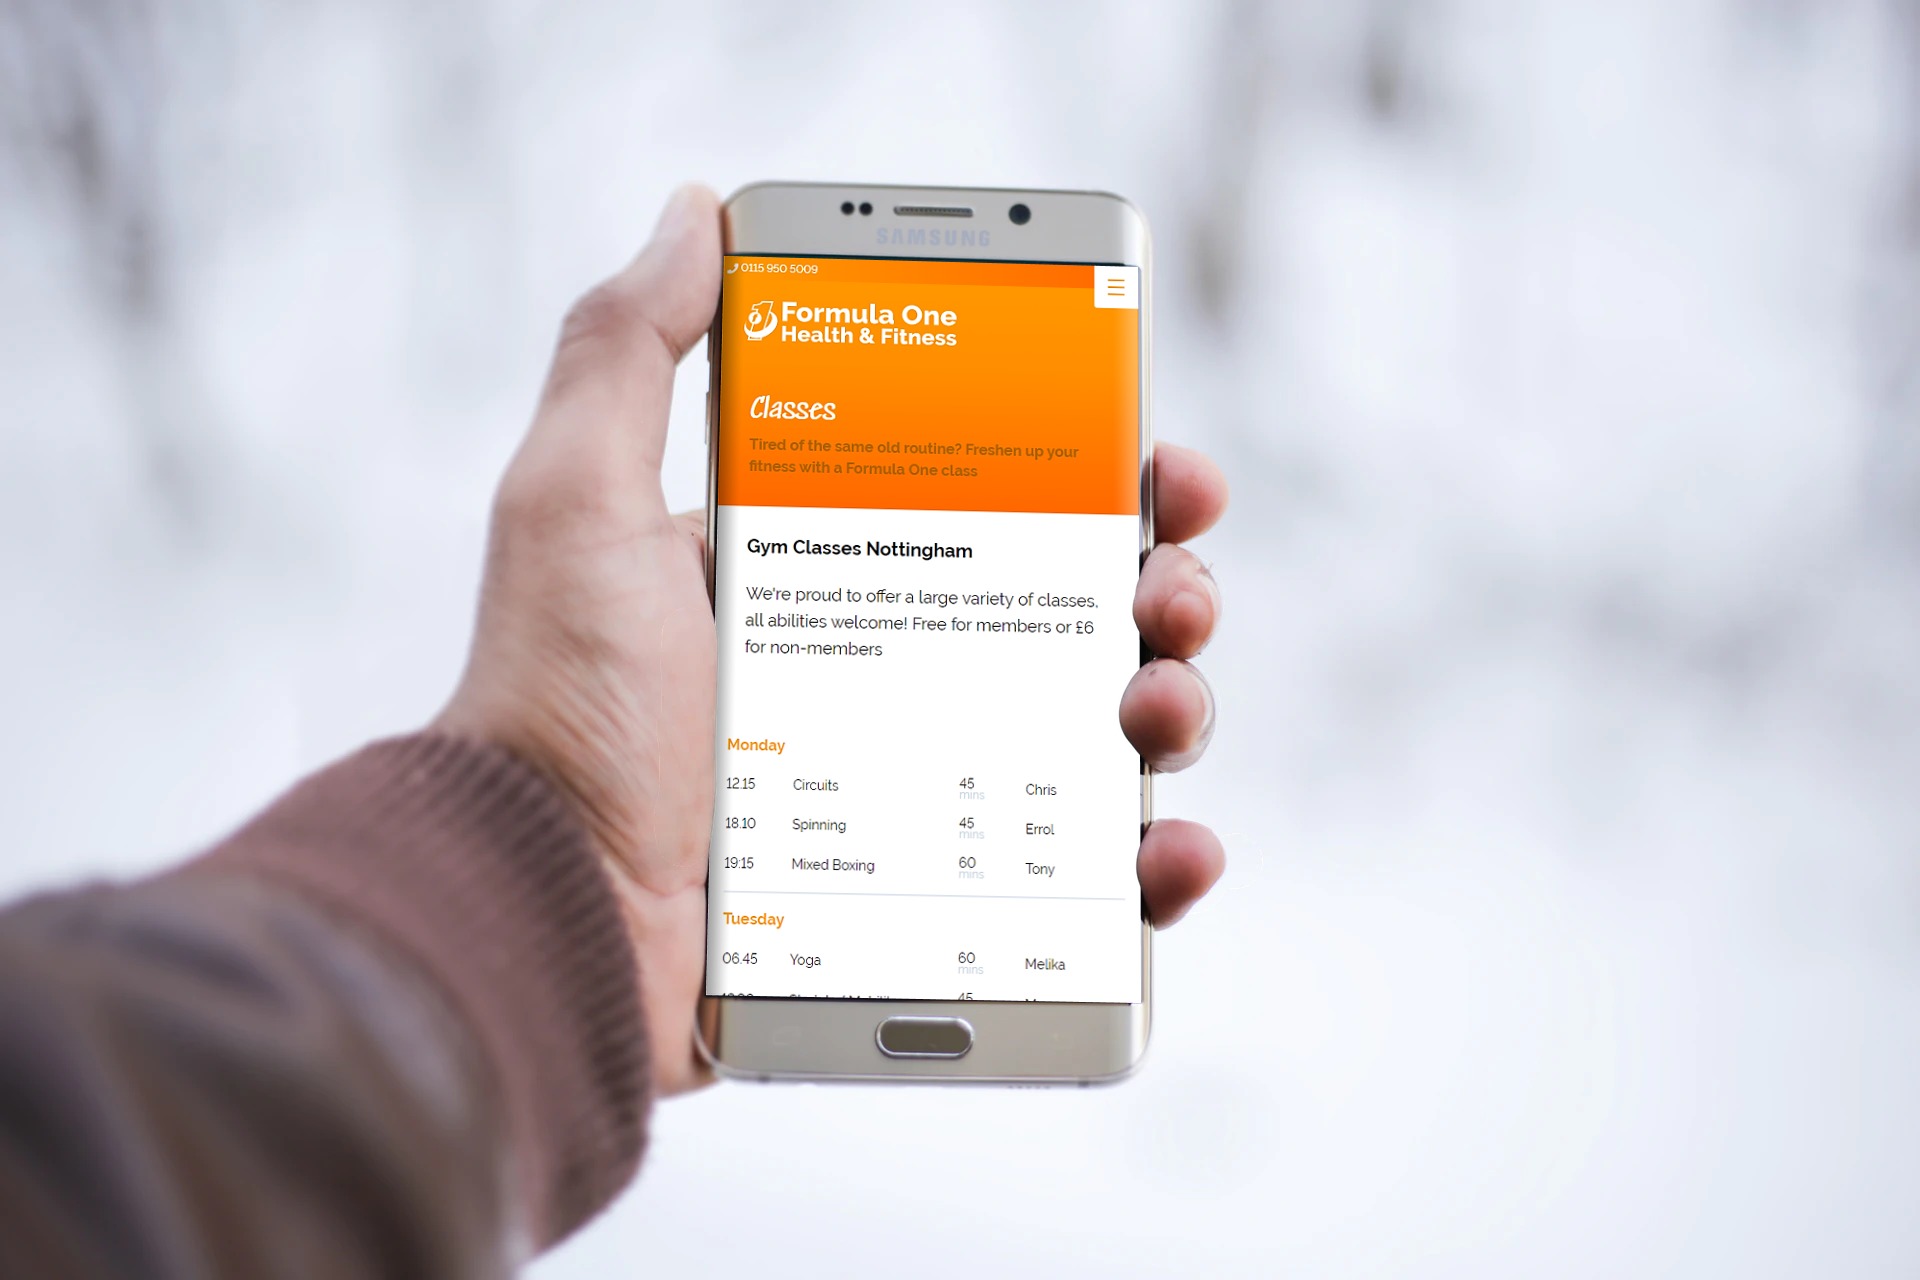 SAMSUNG
0115 950 5009
Formula One
Health & Fitness
Classes
Tired of the same old routine? Freshen up your
fitness with a Formula One class
Gym Classes Nottingham
We're proud to offer a large variety of classes,
all abilities welcome! Free for members or £6
for non-members
Monday
12.15 Circuits 45 mins Chris
18.10 Spinning 45 mins Errol
19:15 Mixed Boxing 60 mins Tony
Tuesday
06.45 Yoga 60 mins Melika
45